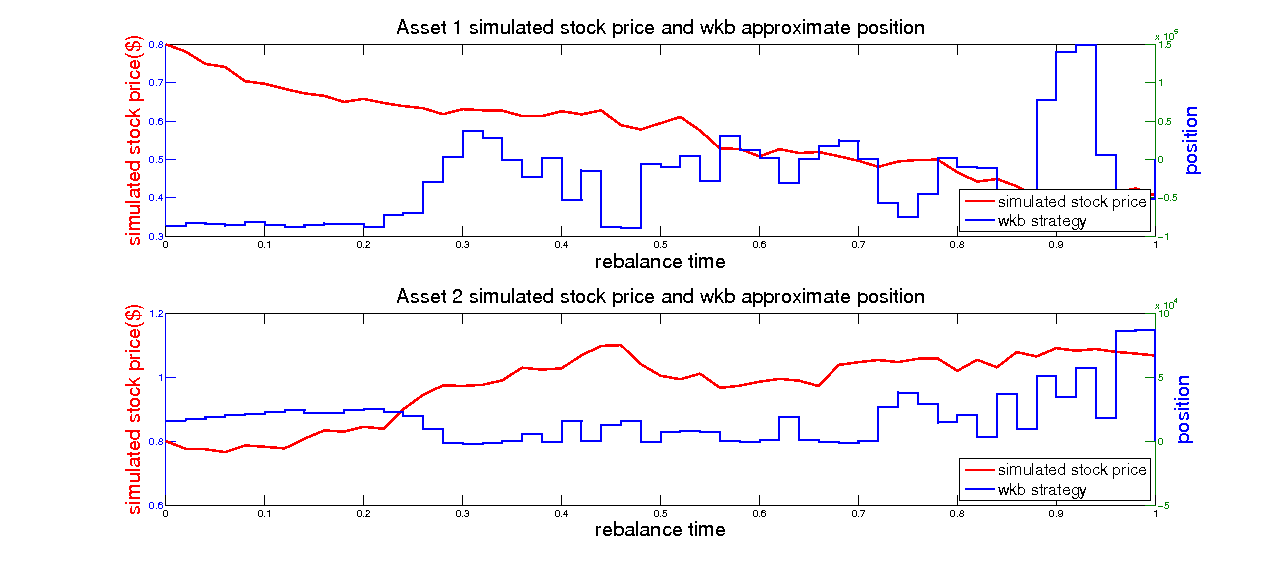 Asset 1 simulated stock price and wkb approximate position
simulated stock price($)
0.8
0.7
0.6
0.5
0.4
0.3
1.5
1
0.5
0
−0.5
−1
position
simulated stock price
wkb strategy
0 0.1 0.2 0.3 0.4 0.5 0.6 0.7 0.8 0.9 1
rebalance time
Asset 2 simulated stock price and wkb approximate position
x 10^4
simulated stock price($)
1.2
1
0.8
0.6
10
5
0
−5
position
simulated stock price
wkb strategy
0 0.1 0.2 0.3 0.4 0.5 0.6 0.7 0.8 0.9 1
rebalance time